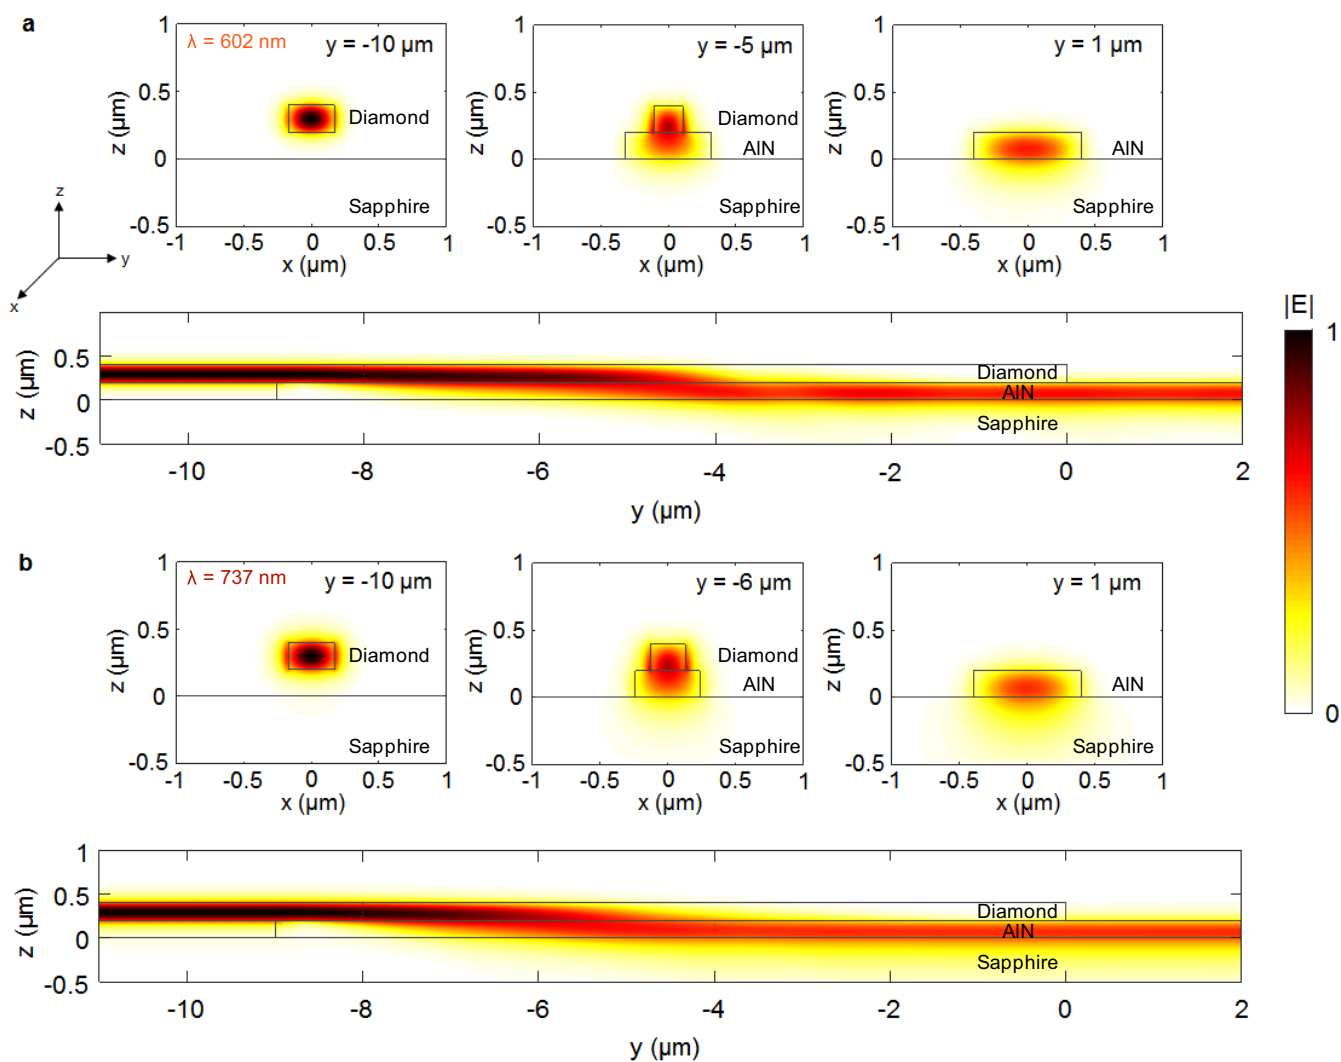 a
λ = 602 nm
y = -10 µm
y = -5 µm
y = 1 µm
1
0.5
0
-0.5
z (µm)
Diamond
Sapphire
-1 -0.5 0 0.5 1
x (µm)
1
0.5
0
-0.5
z (µm)
Diamond
AlN
Sapphire
-1 -0.5 0 0.5 1
x (µm)
1
0.5
0
-0.5
z (µm)
AlN
Sapphire
-1 -0.5 0 0.5 1
x (µm)
z
y
x
0.5
0
-0.5
z (µm)
Diamond
AlN
Sapphire
-10 -8 -6 -4 -2 0 2
y (µm)
|E|
1
0
b
λ = 737 nm
y = -10 µm
y = -6 µm
y = 1 µm
1
0.5
0
-0.5
z (µm)
Diamond
Sapphire
-1 -0.5 0 0.5 1
x (µm)
1
0.5
0
-0.5
z (µm)
Diamond
AlN
Sapphire
-1 -0.5 0 0.5 1
x (µm)
1
0.5
0
-0.5
z (µm)
AlN
Sapphire
-1 -0.5 0 0.5 1
x (µm)
1
0.5
0
-0.5
z (µm)
Diamond
AlN
Sapphire
-10 -8 -6 -4 -2 0 2
y (µm)